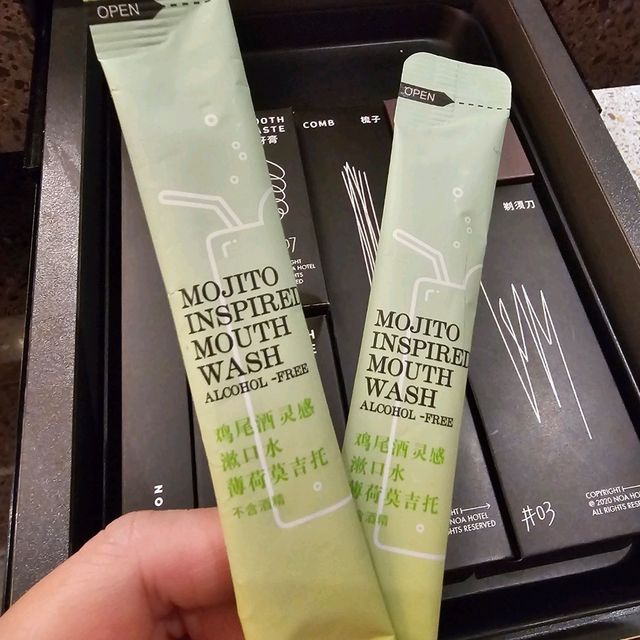 OPEN
MOJITO
INSPIRED
MOUTH
WASH
ALCOHOL -FREE
鸡尾酒灵感
漱口水
薄荷莫吉托
不含酒精
OPEN
MOJITO
INSPIRED
MOUTH
WASH
ALCOHOL -FREE
鸡尾酒灵感
漱口水
薄荷莫吉托
COMB 梳子
剃须刀
#03
COPYRIGHT
@ 2020 NOA HOTEL
ALL RIGHTS RESERVED
NOA HOTEL
RESERVED